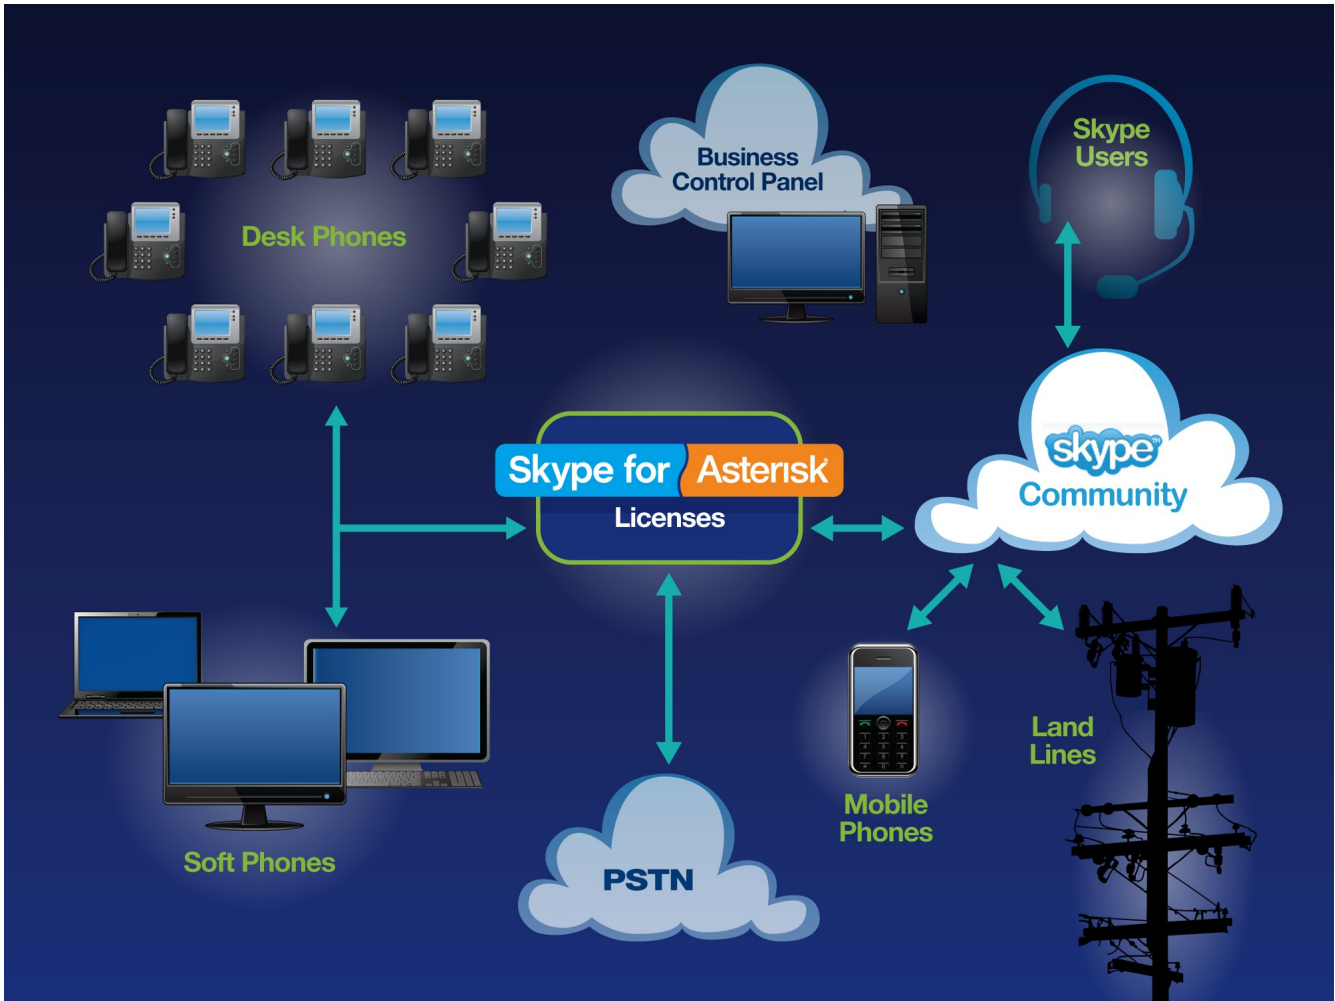 Business
Control Panel
Skype
Users
Desk Phones
Skype for Asterisk
Licenses
skype™
Community
Land
Lines
Mobile
Phones
Soft Phones
PSTN